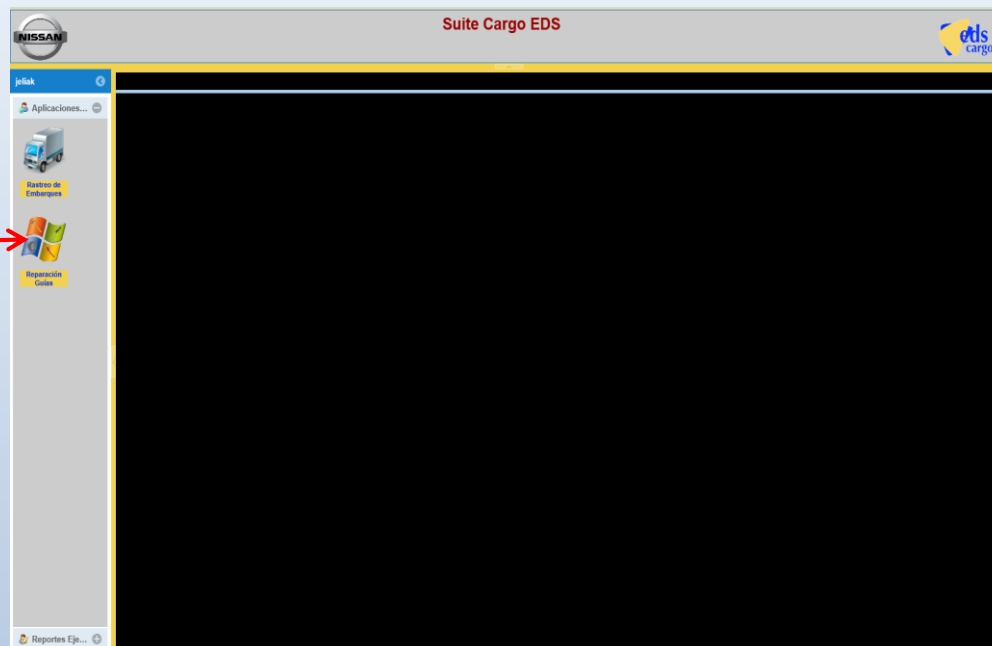 Suite Cargo EDS
NISSAN
eds
cargo
jeliak
Aplicaciones...
Rastreo de
Embarques
Reparación
Guías
Reportes Eje...